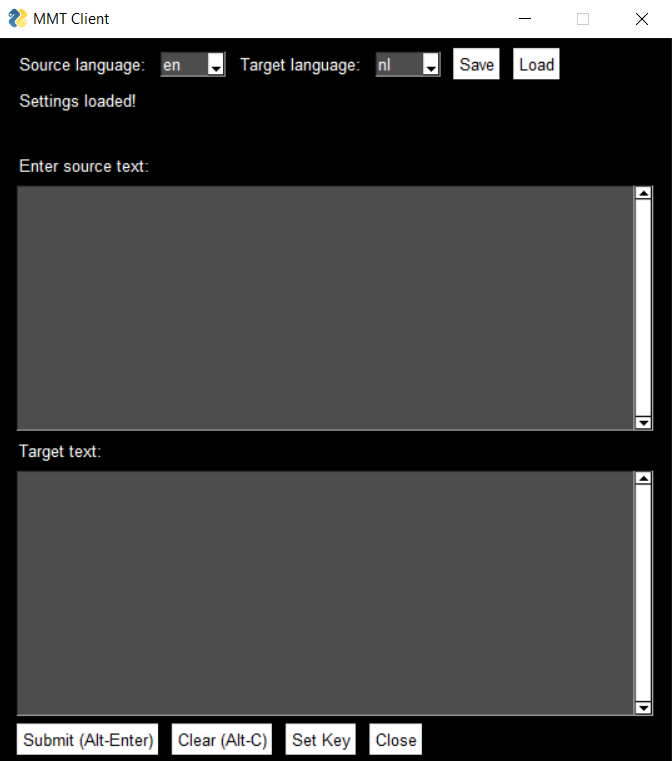 MMT Client
Source language: en Target language: nl Save Load
Settings loaded!
Enter source text:
Target text:
Submit (Alt-Enter) Clear (Alt-C) Set Key Close